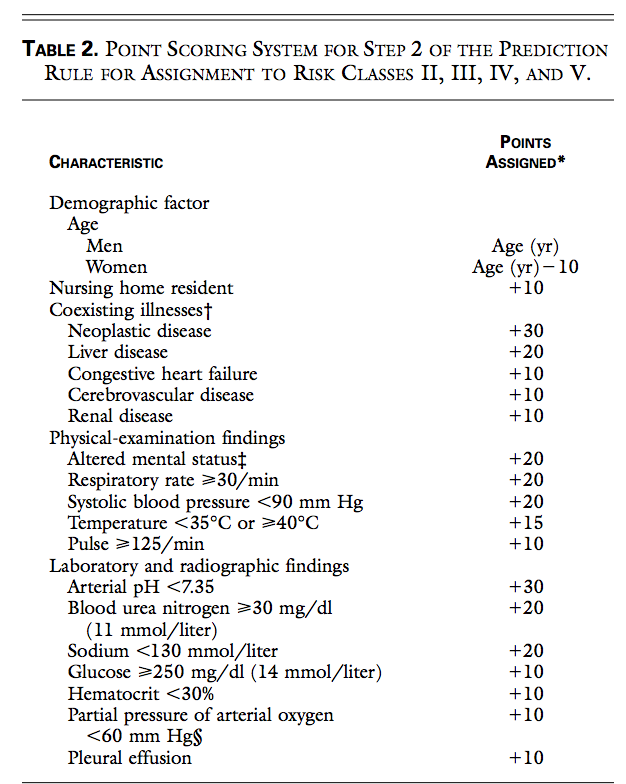 TABLE 2. POINT SCORING SYSTEM FOR STEP 2 OF THE PREDICTION
RULE FOR ASSIGNMENT TO RISK CLASSES II, III, IV, AND V.
CHARACTERISTIC
POINTS
ASSIGNED*
Demographic factor
Age
Men Age (yr)
Women Age (yr)−10
Nursing home resident +10
Coexisting illnesses†
Neoplastic disease +30
Liver disease +20
Congestive heart failure +10
Cerebrovascular disease +10
Renal disease +10
Physical-examination findings
Altered mental status‡ +20
Respiratory rate ⩾30/min +20
Systolic blood pressure <90 mm Hg +20
Temperature <35°C or ⩾40°C +15
Pulse ⩾125/min +10
Laboratory and radiographic findings
Arterial pH <7.35 +30
Blood urea nitrogen ⩾30 mg/dl +20
(11 mmol/liter)
Sodium <130 mmol/liter +20
Glucose ⩾250 mg/dl (14 mmol/liter) +10
Hematocrit <30% +10
Partial pressure of arterial oxygen +10
<60 mm Hg§
Pleural effusion +10